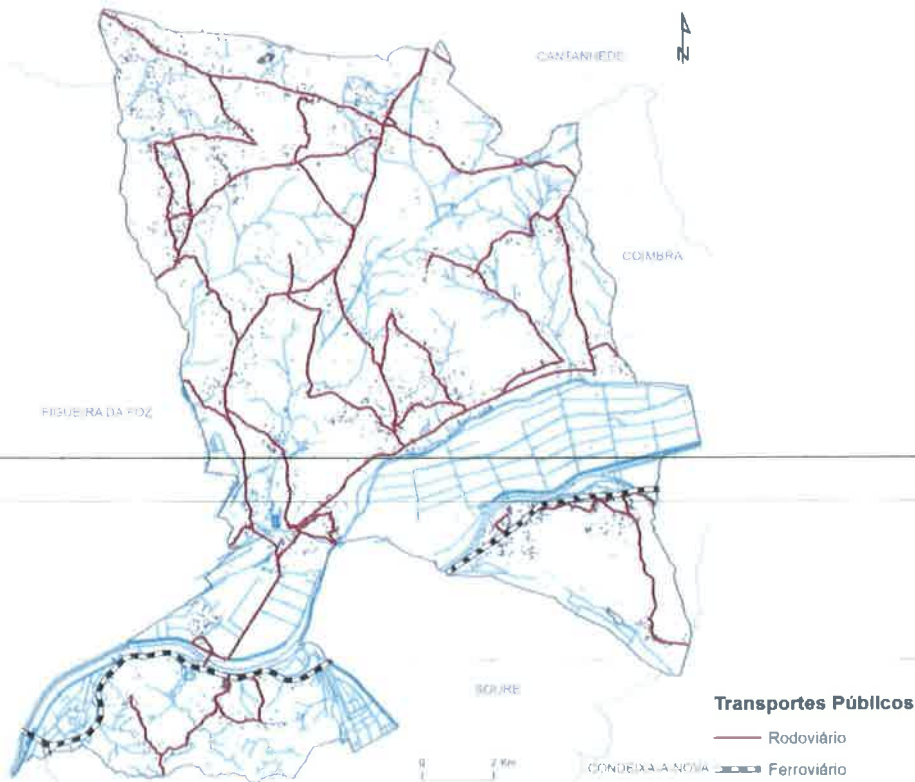 N
CANTANHEDE
COIMBRA
FIGUEIRA DA FOZ
SOURE
Transportes Públicos
Rodoviário
0 2 Km
CONDEIXA-A-NOVA
Ferroviário